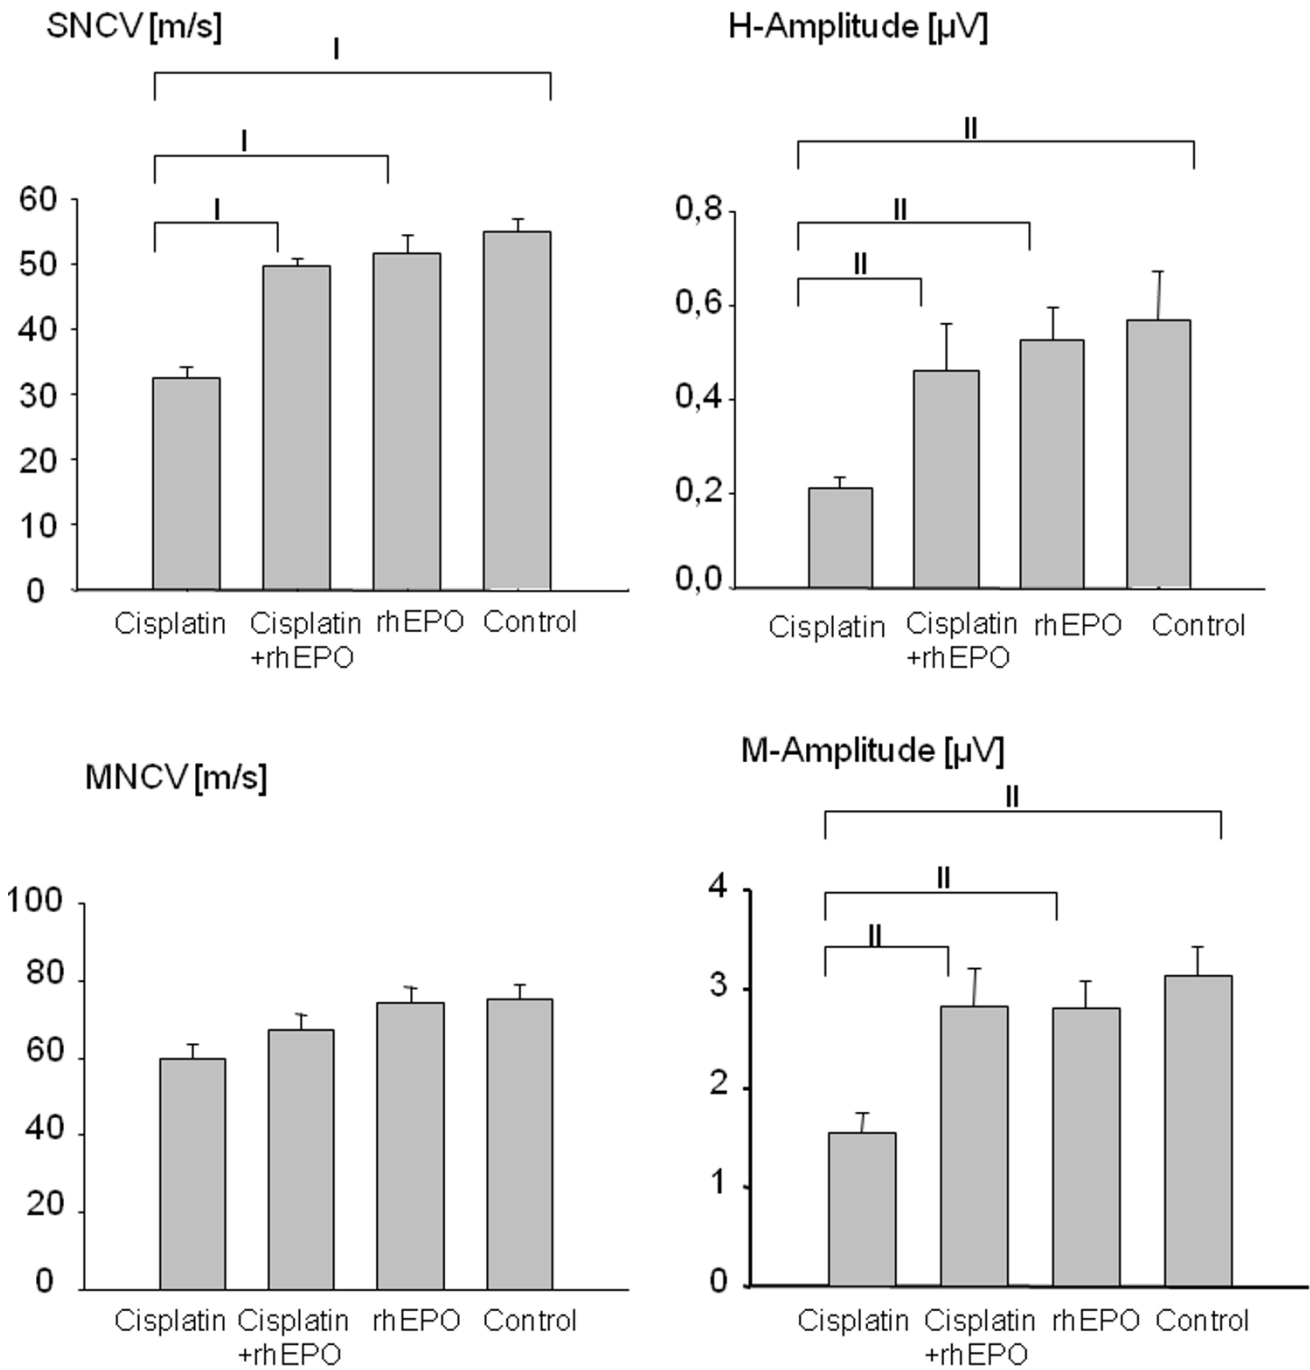 SNCV [m/s]
I
I
I
60
50
40
30
20
10
0
Cisplatin Cisplatin rhEPO Control
+rhEPO
H-Amplitude [µV]
II
II
II
0,8
0,6
0,4
0,2
0,0
Cisplatin Cisplatin rhEPO Control
+rhEPO
MNCV [m/s]
100
80
60
40
20
0
Cisplatin Cisplatin rhEPO Control
+rhEPO
M-Amplitude [µV]
II
II
II
4
3
2
1
0
Cisplatin Cisplatin rhEPO Control
+rhEPO